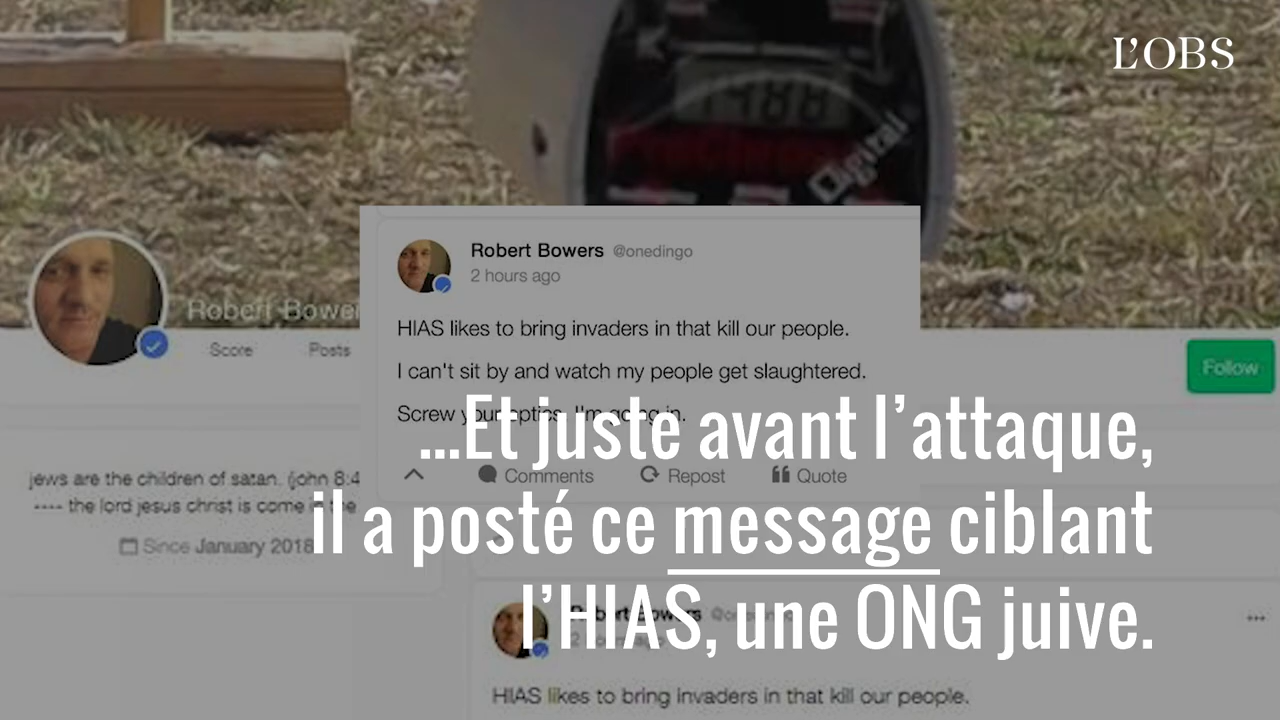 L'OBS
1488
Digital
Robert Bowers @onedingo
2 hours ago
HIAS likes to bring invaders in that kill our people.
I can't sit by and watch my people get slaughtered.
Screw your optics, I'm going in.
Comments Repost Quote
Robert Bower
Score Posts
Follow
jews are the children of satan. (john 8:4
---- the lord jesus christ is come in the
Since January 2018
...Et juste avant l’attaque,
il a posté ce message ciblant
l’HIAS, une ONG juive.
Robert Bowers
HIAS likes to bring invaders in that kill our people.